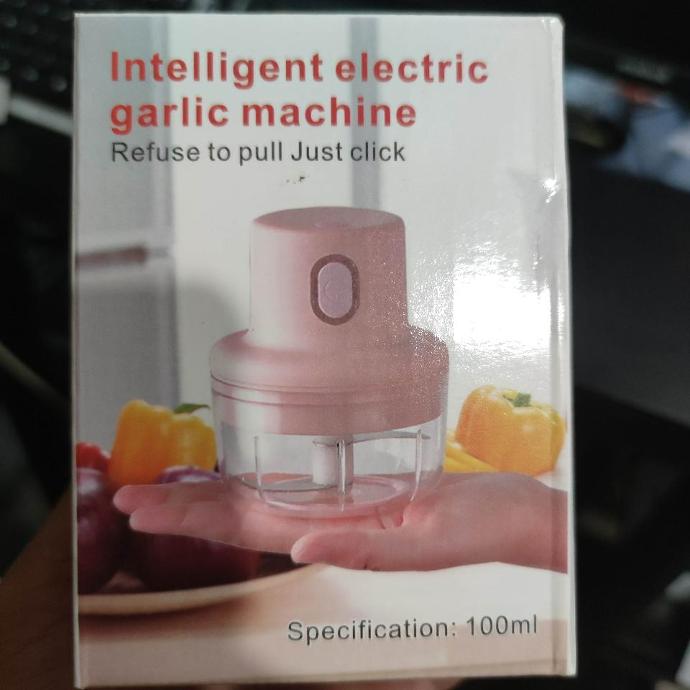 Intelligent electric
garlic machine
Refuse to pull Just click
Specification: 100ml